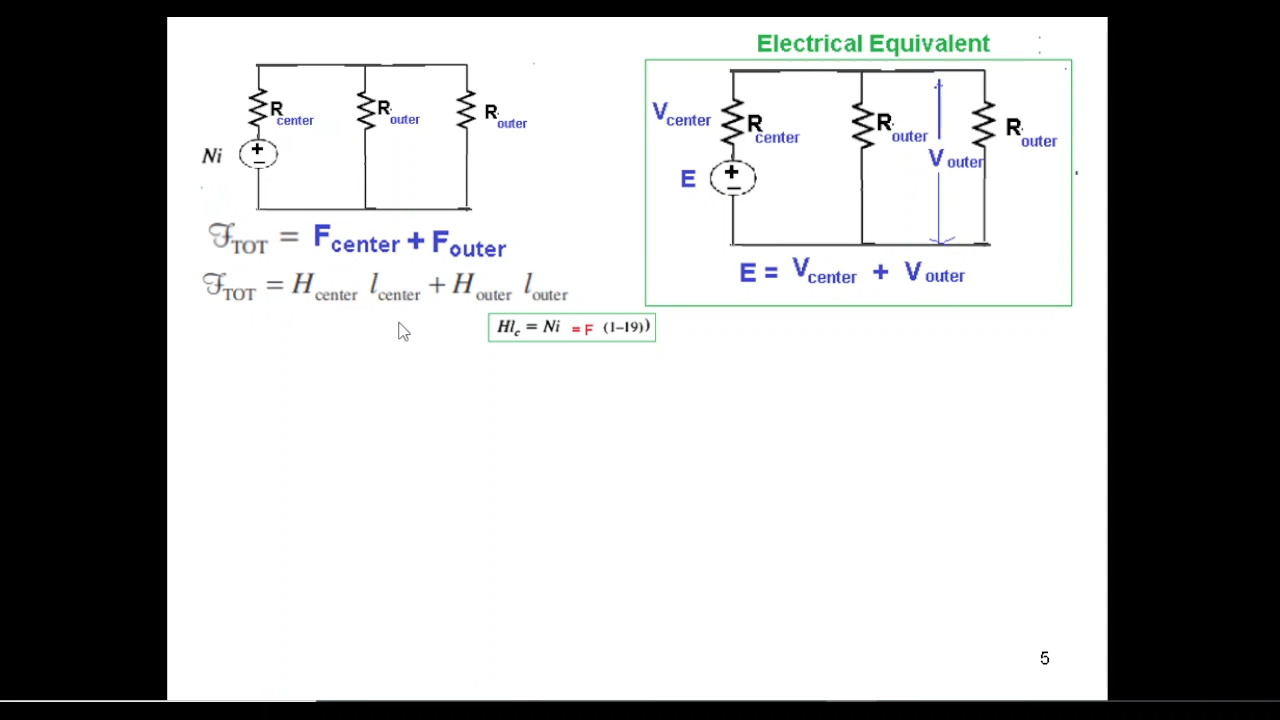 Electrical Equivalent
R center
R outer
R outer
Ni
+
−
ℱTOT = Fcenter + Fouter
ℱTOT = Hcenter lcenter + Houter louter
Hlc = Ni = F (1–19))
Vcenter
R center
R outer
R outer
V outer
E
+
−
E = Vcenter + Vouter
5